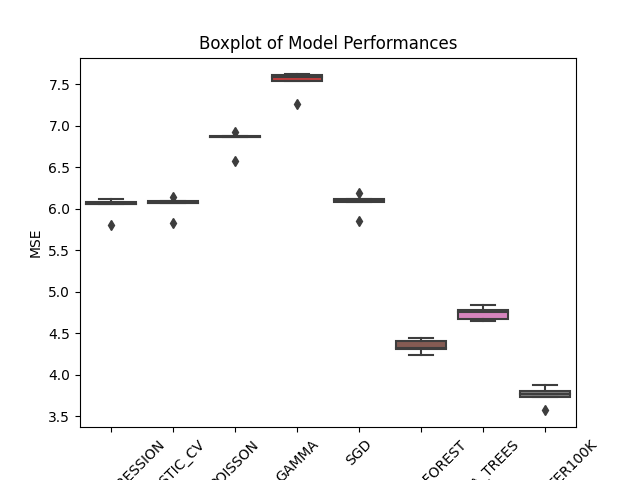 Boxplot of Model Performances
MSE
7.5
7.0
6.5
6.0
5.5
5.0
4.5
4.0
3.5
RESSION
STIC_CV
OISSON
GAMMA
SGD
FOREST
_TREES
ER100K